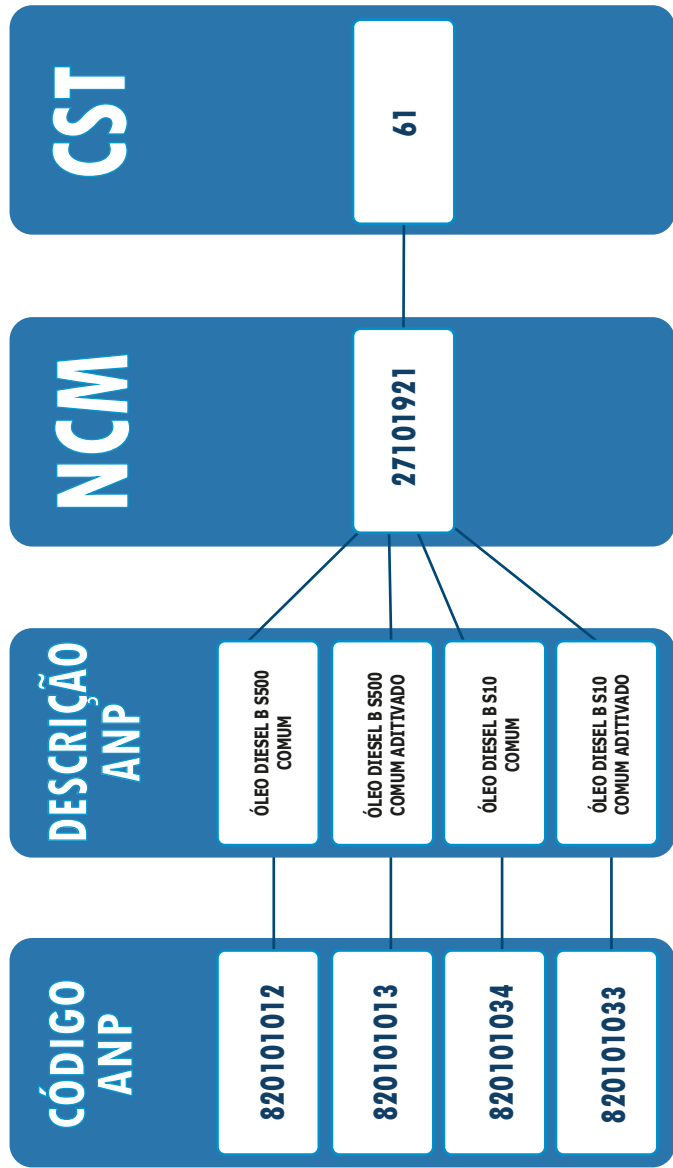 CÓDIGO
ANP
820101012
820101013
820101034
820101033
DESCRIÇÃO
ANP
ÓLEO DIESEL B S500
COMUM
ÓLEO DIESEL B S500
COMUM ADITIVADO
ÓLEO DIESEL B S10
COMUM
ÓLEO DIESEL B S10
COMUM ADITIVADO
NCM
27101921
CST
61